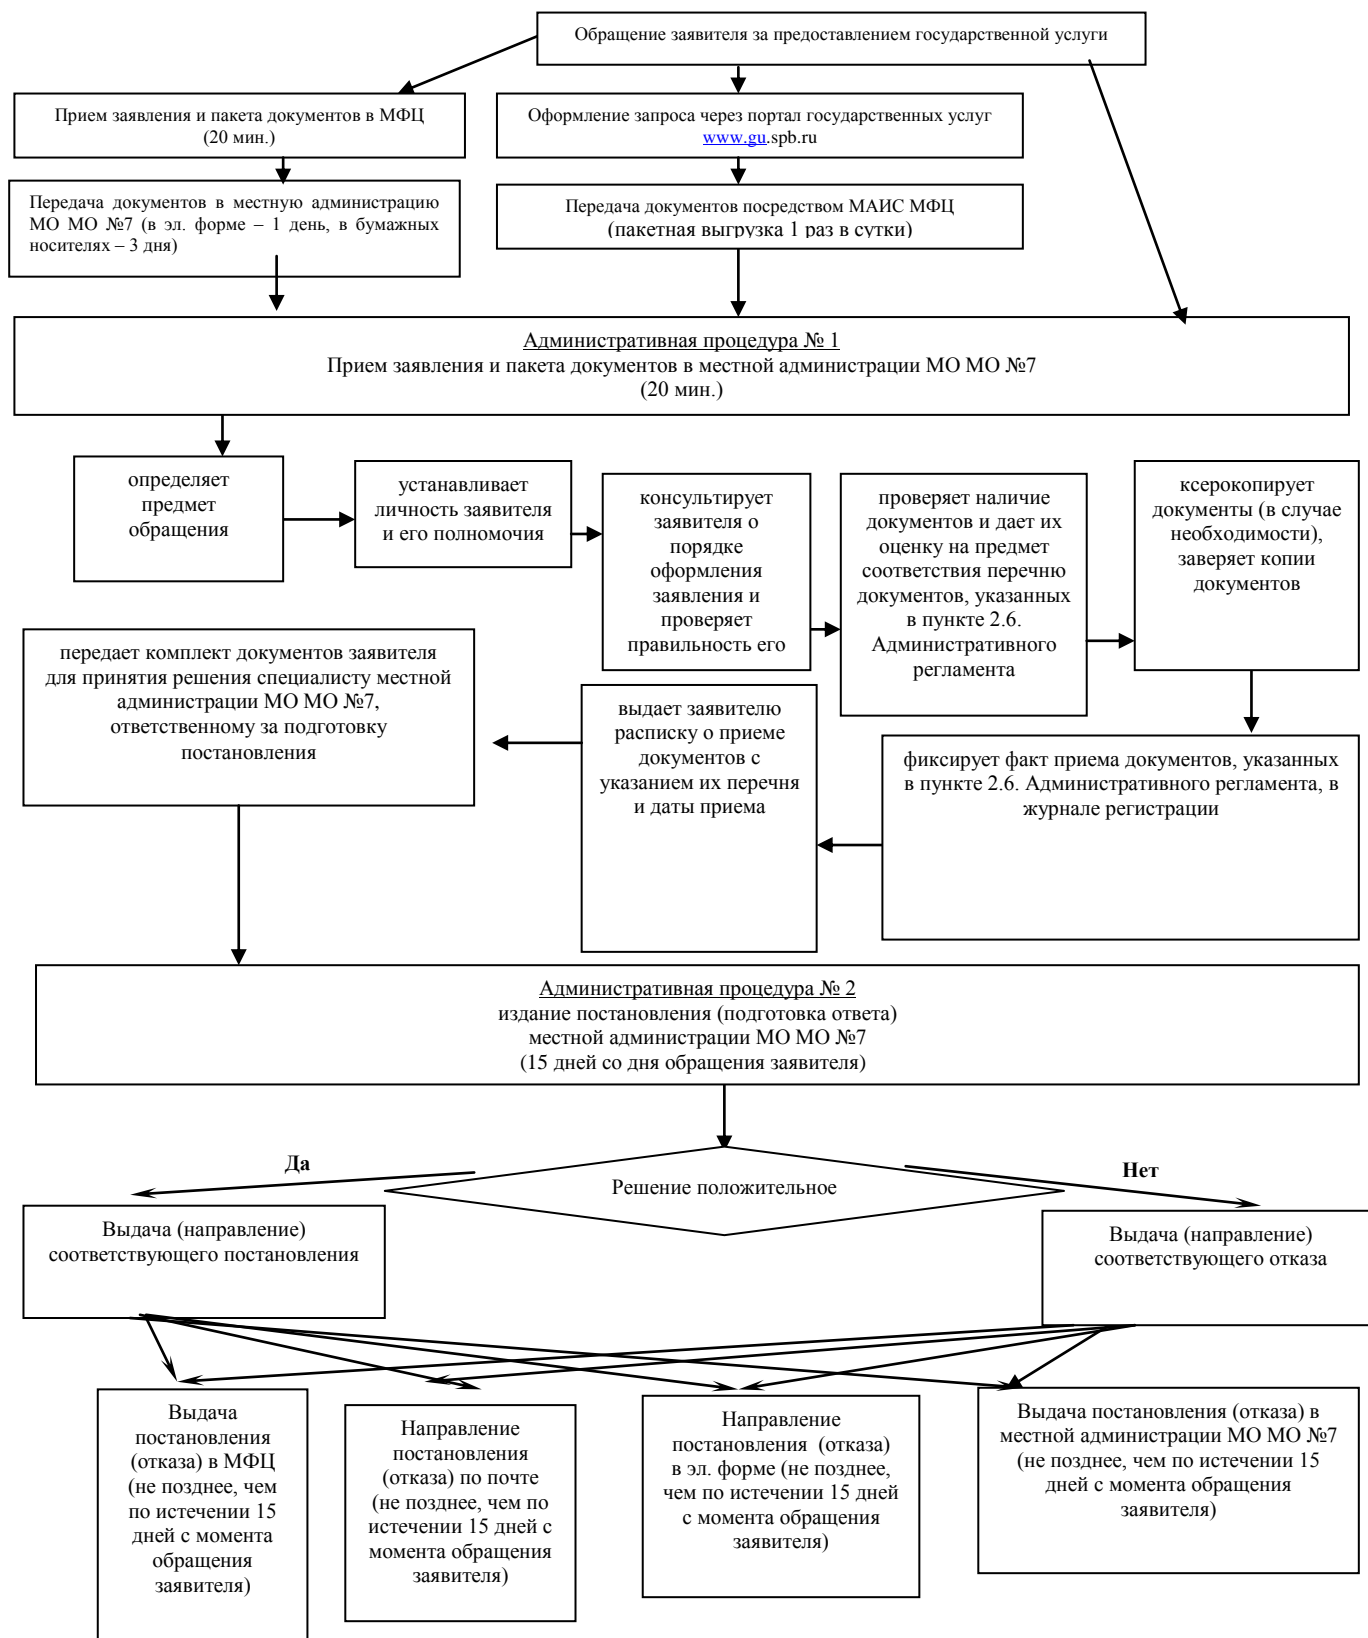 Обращение заявителя за предоставлением государственной услуги
Прием заявления и пакета документов в МФЦ
(20 мин.)
Оформление запроса через портал государственных услуг
www.gu.spb.ru
Передача документов в местную администрацию
МО МО №7 (в эл. форме – 1 день, в бумажных
носителях – 3 дня)
Передача документов посредством МАИС МФЦ
(пакетная выгрузка 1 раз в сутки)
Административная процедура № 1
Прием заявления и пакета документов в местной администрации МО МО №7
(20 мин.)
определяет
предмет
обращения
устанавливает
личность заявителя
и его полномочия
консультирует
заявителя о
порядке
оформления
заявления и
проверяет
правильность его
проверяет наличие
документов и дает их
оценку на предмет
соответствия перечню
документов, указанных
в пункте 2.6.
Административного
регламента
ксерокопирует
документы (в случае
необходимости),
заверяет копии
документов
передает комплект документов заявителя
для принятия решения специалисту местной
администрации МО МО №7,
ответственному за подготовку
постановления
выдает заявителю
расписку о приеме
документов с
указанием их перечня
и даты приема
фиксирует факт приема документов, указанных
в пункте 2.6. Административного регламента, в
журнале регистрации
Административная процедура № 2
издание постановления (подготовка ответа)
местной администрации МО МО №7
(15 дней со дня обращения заявителя)
Да
Решение положительное
Нет
Выдача (направление)
соответствующего постановления
Выдача (направление)
соответствующего отказа
Выдача
постановления
(отказа) в МФЦ
(не позднее, чем
по истечении 15
дней с момента
обращения
заявителя)
Направление
постановления
(отказа) по почте
(не позднее, чем по
истечении 15 дней с
момента обращения
заявителя)
Направление
постановления (отказа)
в эл. форме (не позднее,
чем по истечении 15 дней
с момента обращения
заявителя)
Выдача постановления (отказа) в
местной администрации МО МО №7
(не позднее, чем по истечении 15
дней с момента обращения
заявителя)